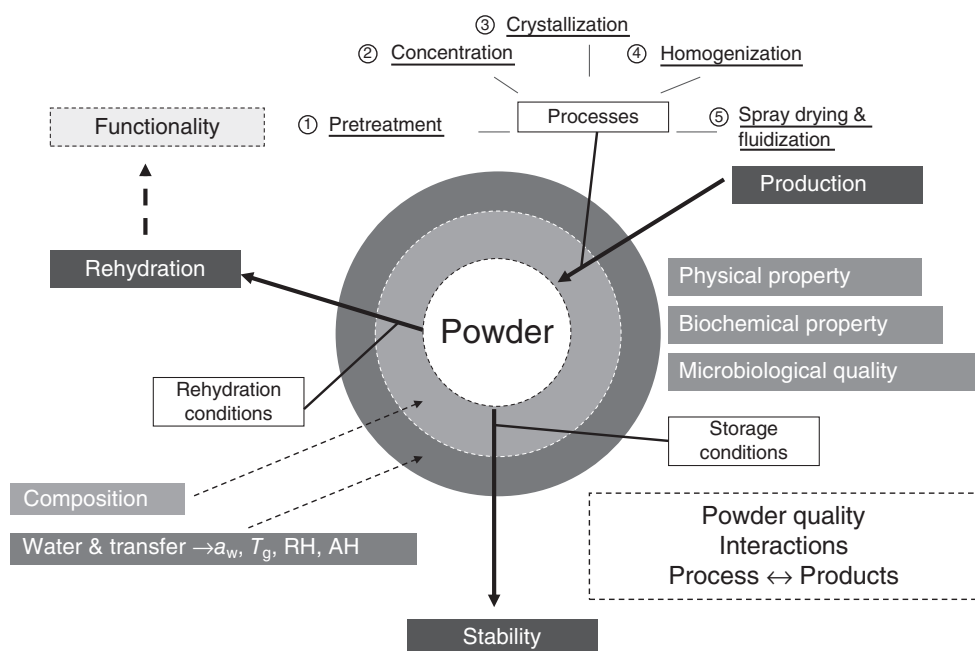 ③ Crystallization
② Concentration
④ Homogenization
① Pretreatment
Processes
⑤ Spray drying &
fluidization
Functionality
Production
Rehydration
Physical property
Biochemical property
Microbiological quality
Powder
Rehydration
conditions
Storage
conditions
Composition
Water & transfer →aw, Tg, RH, AH
Powder quality
Interactions
Process ↔ Products
Stability